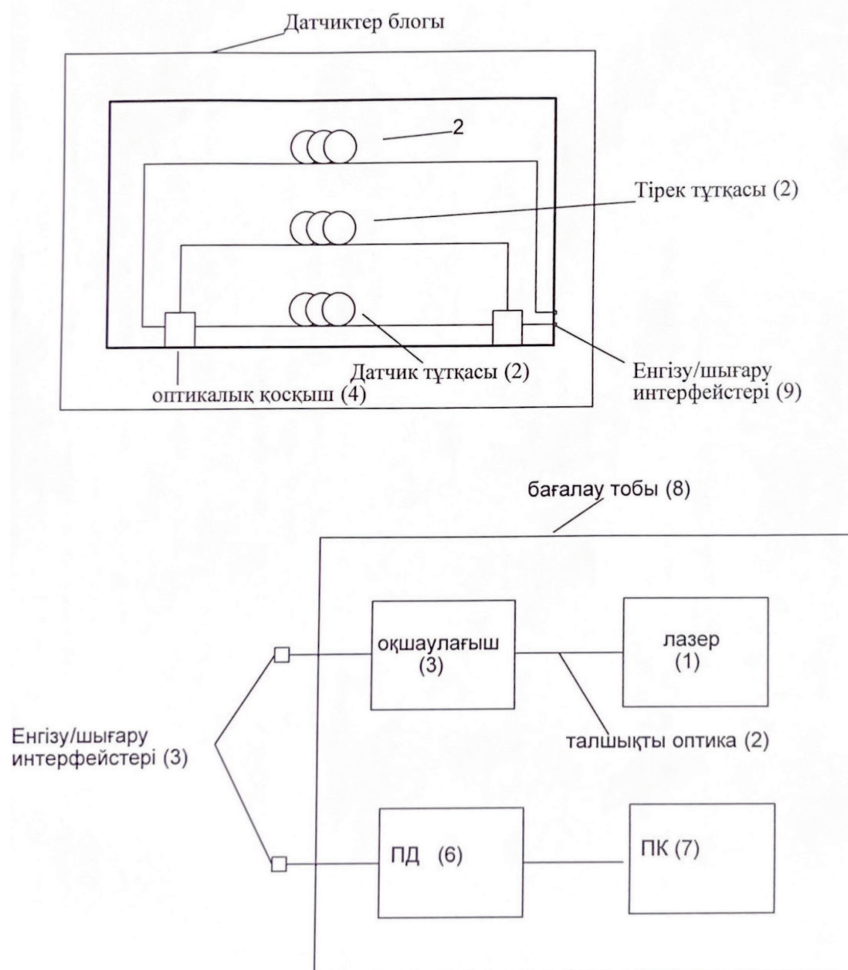 Датчиктер блогы
2
Тірек тұтқасы (2)
Датчик тұтқасы (2)
оптикалық қосқыш (4)
Енгізу/шығару
интерфейстері (9)
бағалау тобы (8)
оқшаулағыш
(3)
лазер
(1)
талшықты оптика (2)
Енгізу/шығару
интерфейстері (3)
ПД (6)
ПК (7)